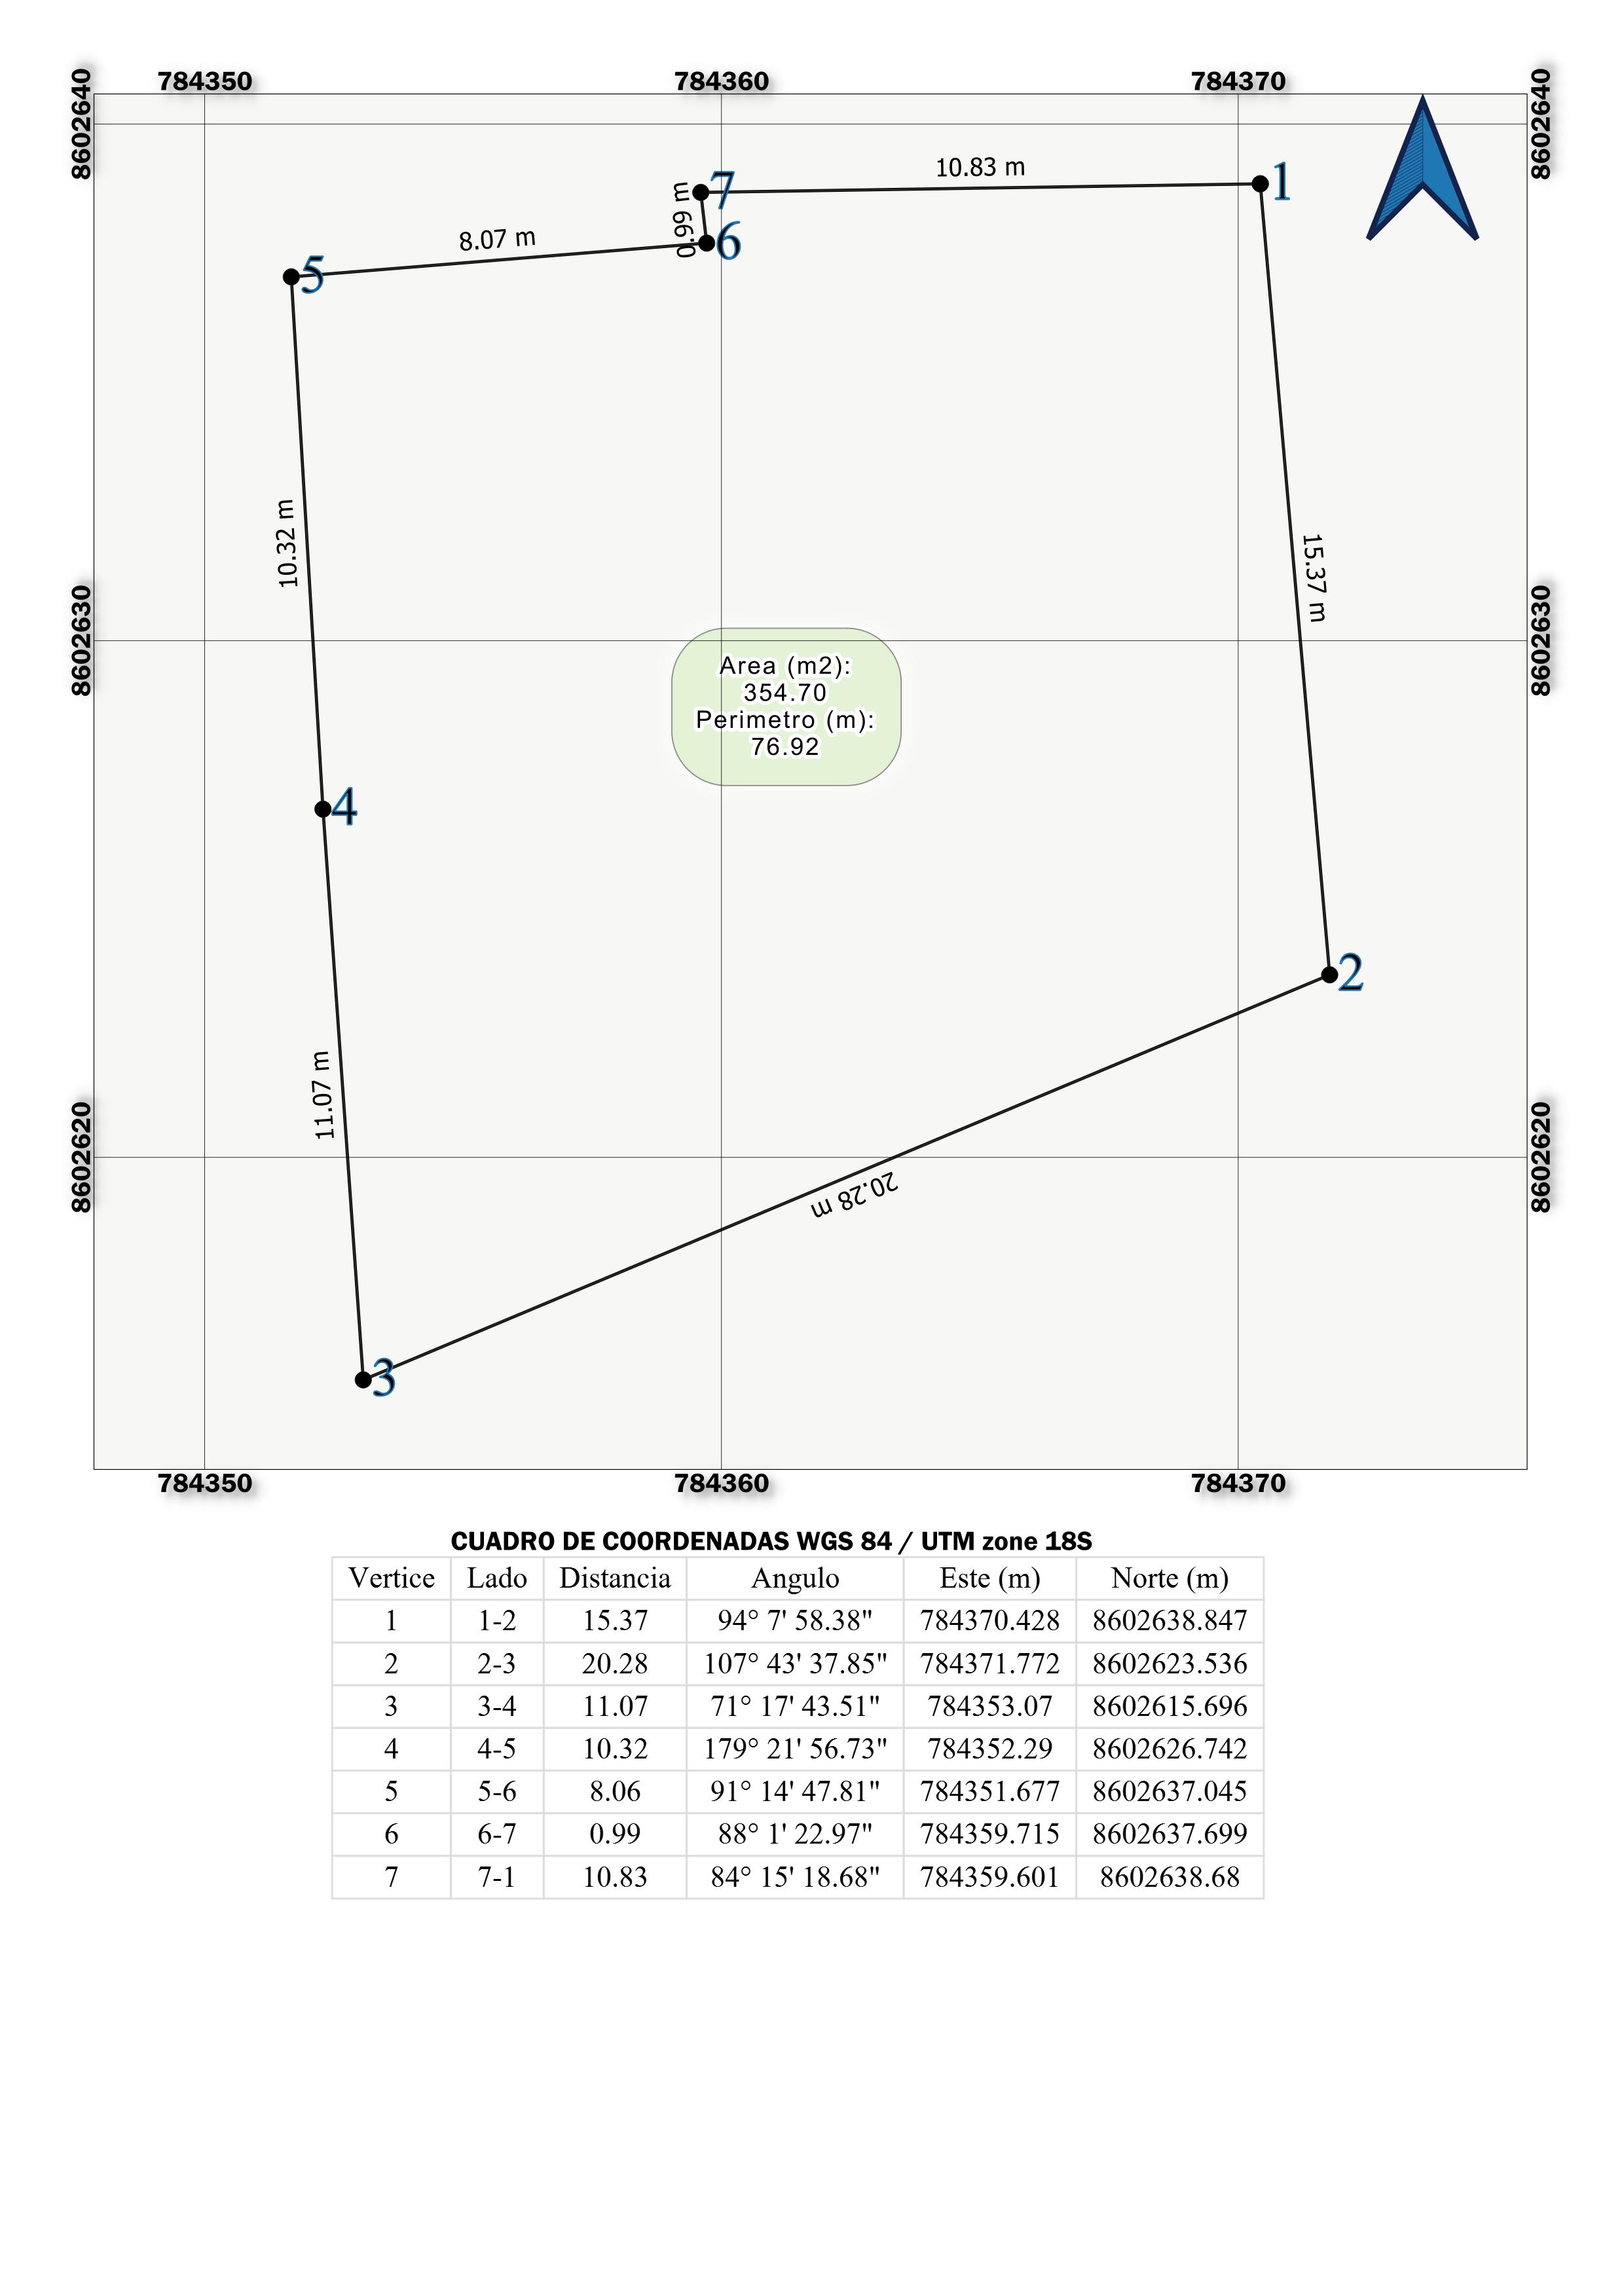 784350 784360 784370
8602640 8602640
10.83 m
7 1
0.99 m
8.07 m
6
5
10.32 m
15.37 m
8602630 8602630
Area (m2):
354.70
Perimetro (m):
76.92
4
2
11.07 m
8602620 8602620
20.28 m
3
784350 784360 784370
CUADRO DE COORDENADAS WGS 84 / UTM zone 18S
Vertice Lado Distancia Angulo Este (m) Norte (m)
1 1-2 15.37 94° 7' 58.38" 784370.428 8602638.847
2 2-3 20.28 107° 43' 37.85" 784371.772 8602623.536
3 3-4 11.07 71° 17' 43.51" 784353.07 8602615.696
4 4-5 10.32 179° 21' 56.73" 784352.29 8602626.742
5 5-6 8.06 91° 14' 47.81" 784351.677 8602637.045
6 6-7 0.99 88° 1' 22.97" 784359.715 8602637.699
7 7-1 10.83 84° 15' 18.68" 784359.601 8602638.68